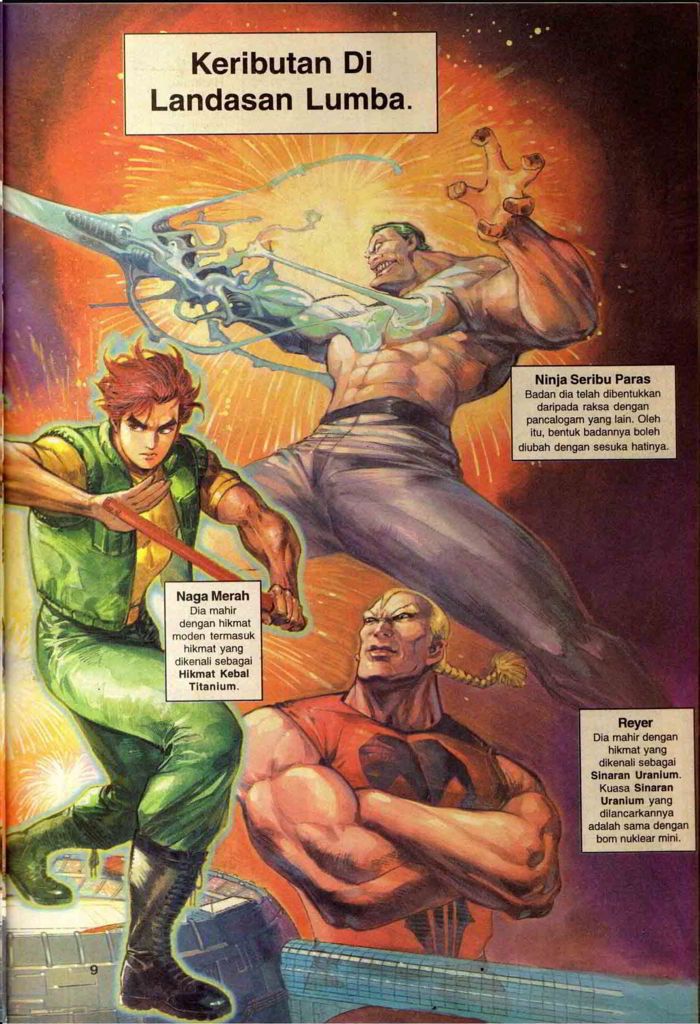 Keributan Di
Landasan Lumba.
Ninja Seribu Paras
Badan dia telah dibentukkan
daripada raksa dengan
pancalogam yang lain. Oleh
itu, bentuk badannya boleh
diubah dengan sesuka hatinya.
Naga Merah
Dia mahir
dengan hikmat
moden termasuk
hikmat yang
dikenali sebagai
Hikmat Kebal
Titanium.
Reyer
Dia mahir dengan
hikmat yang
dikenali sebagai
Sinaran Uranium.
Kuasa Sinaran
Uranium yang
dilancarkannya
adalah sama dengan
bom nuklear mini.
9